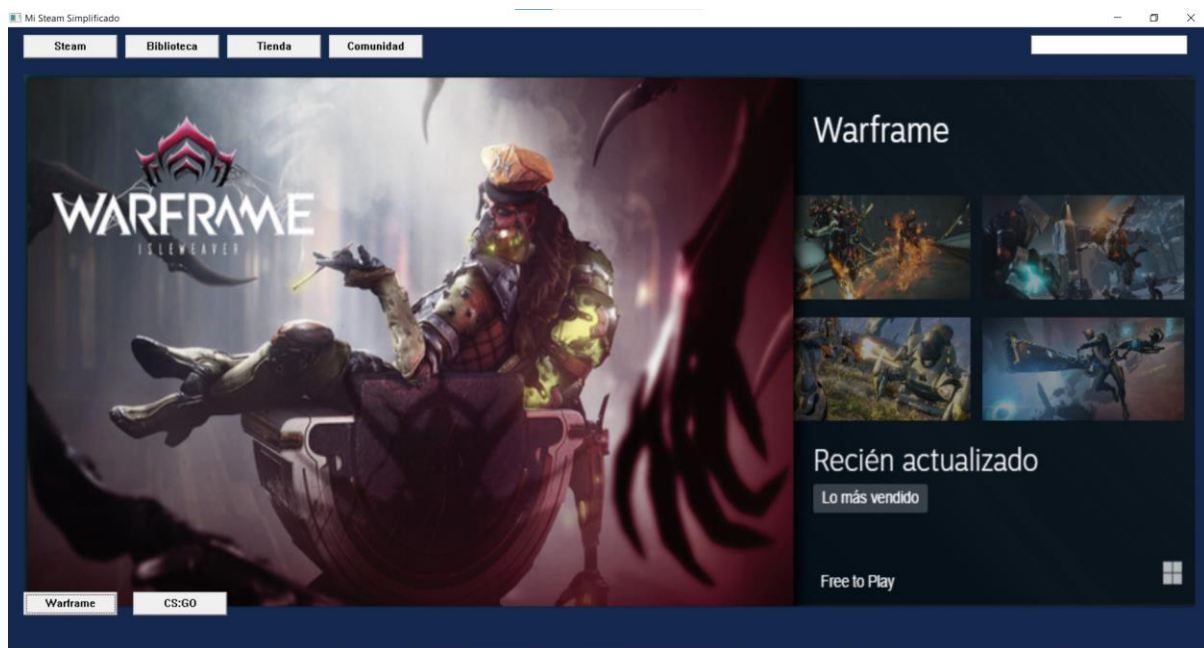 Mi Steam Simplificado
Steam Biblioteca Tienda Comunidad
WARFRAME
ISLEWEAVER
Warframe
Recién actualizado
Lo más vendido
Free to Play
Warframe CS:GO